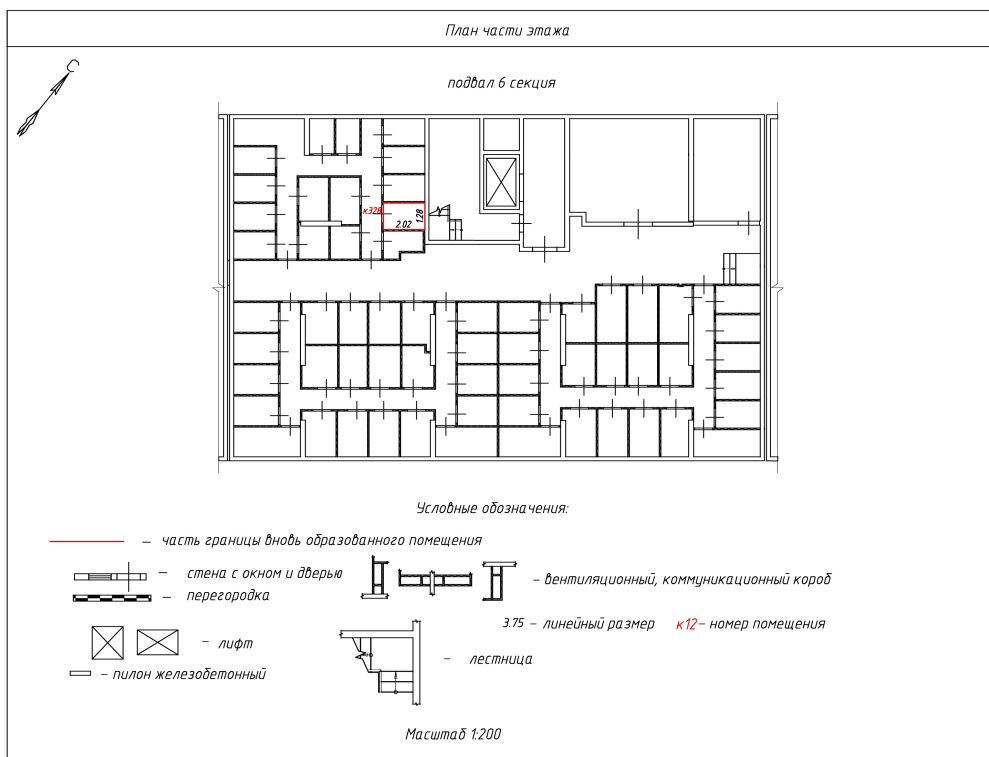 План части этажа
С
подвал 6 секция
к328
2.02
1.28
Условные обозначения:
— часть границы вновь образованного помещения
— стена с окном и дверью
— перегородка
— вентиляционный, коммуникационный короб
3.75 — линейный размер к12 — номер помещения
— лифт
— лестница
— пилон железобетонный
Масштаб 1:200